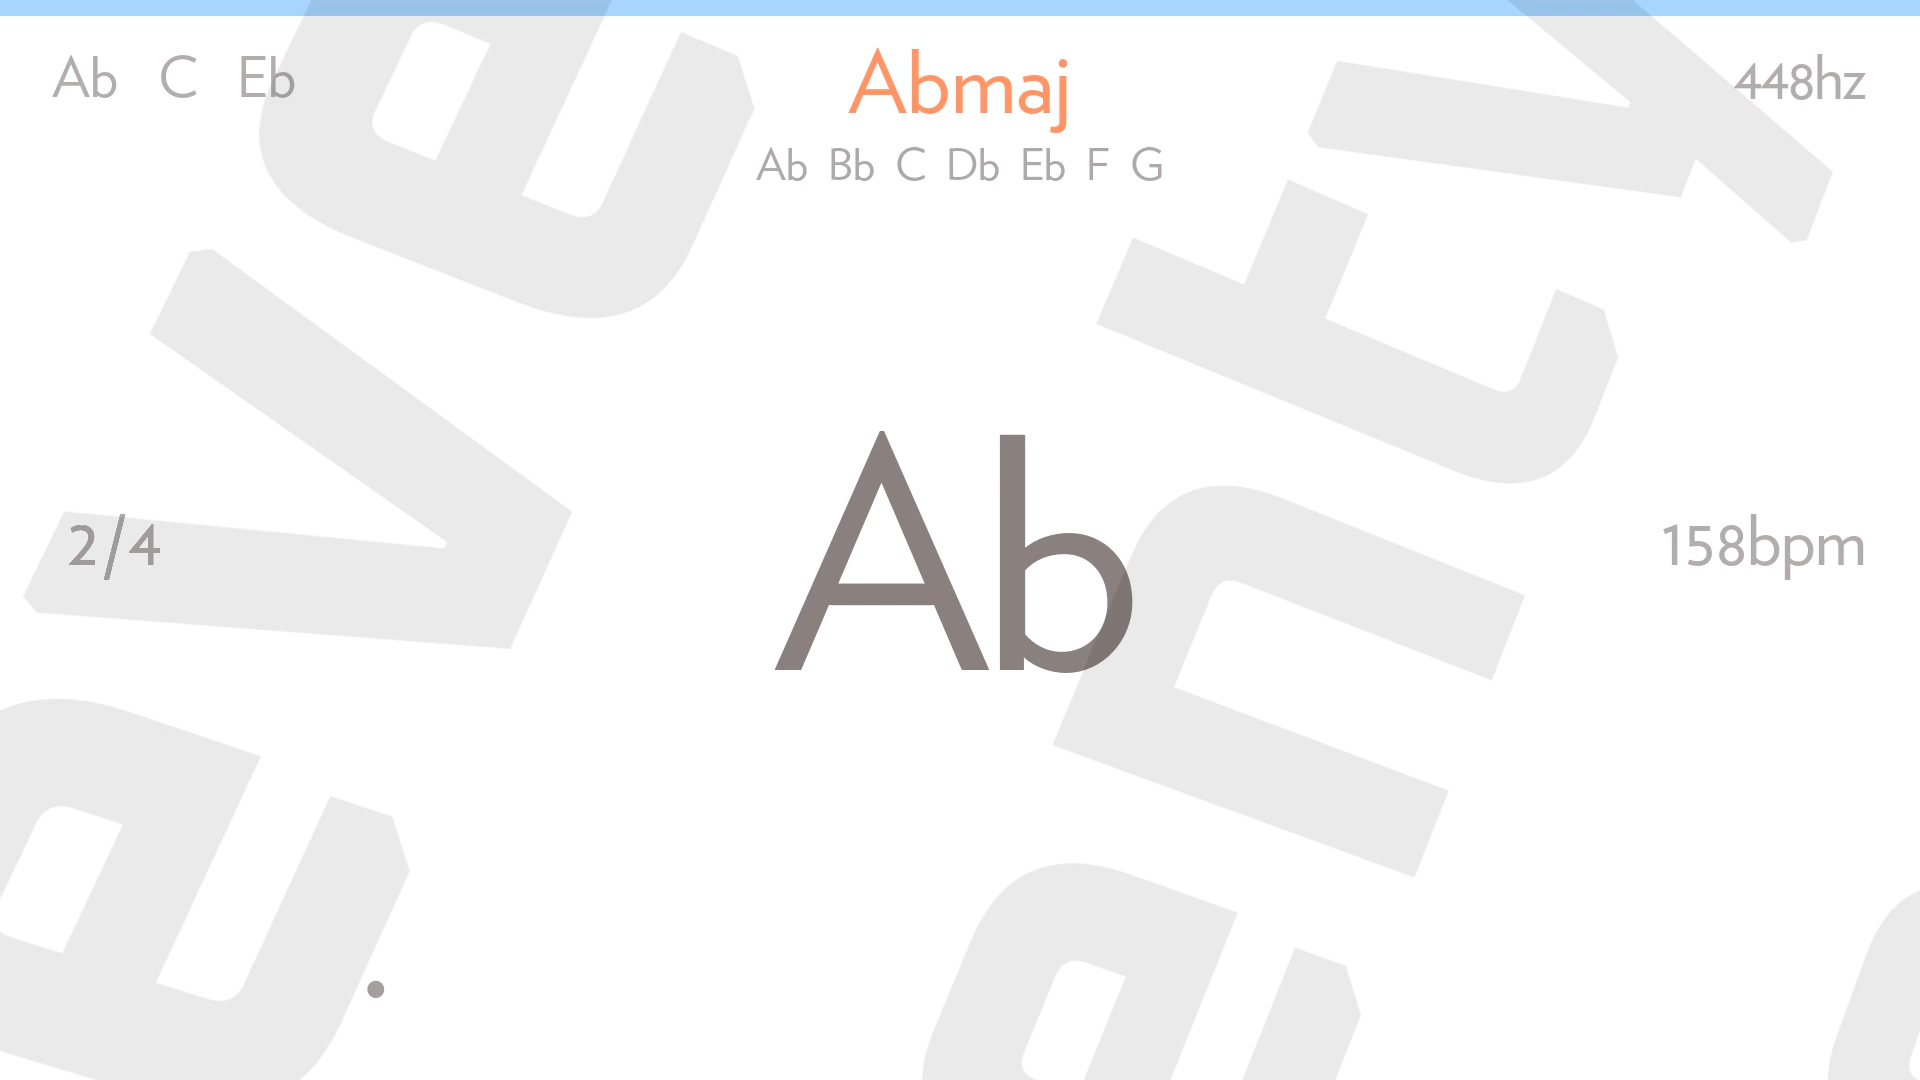 Ab C Eb
Abmaj
448hz
Ab Bb C Db Eb F G
2/4
Ab
158bpm